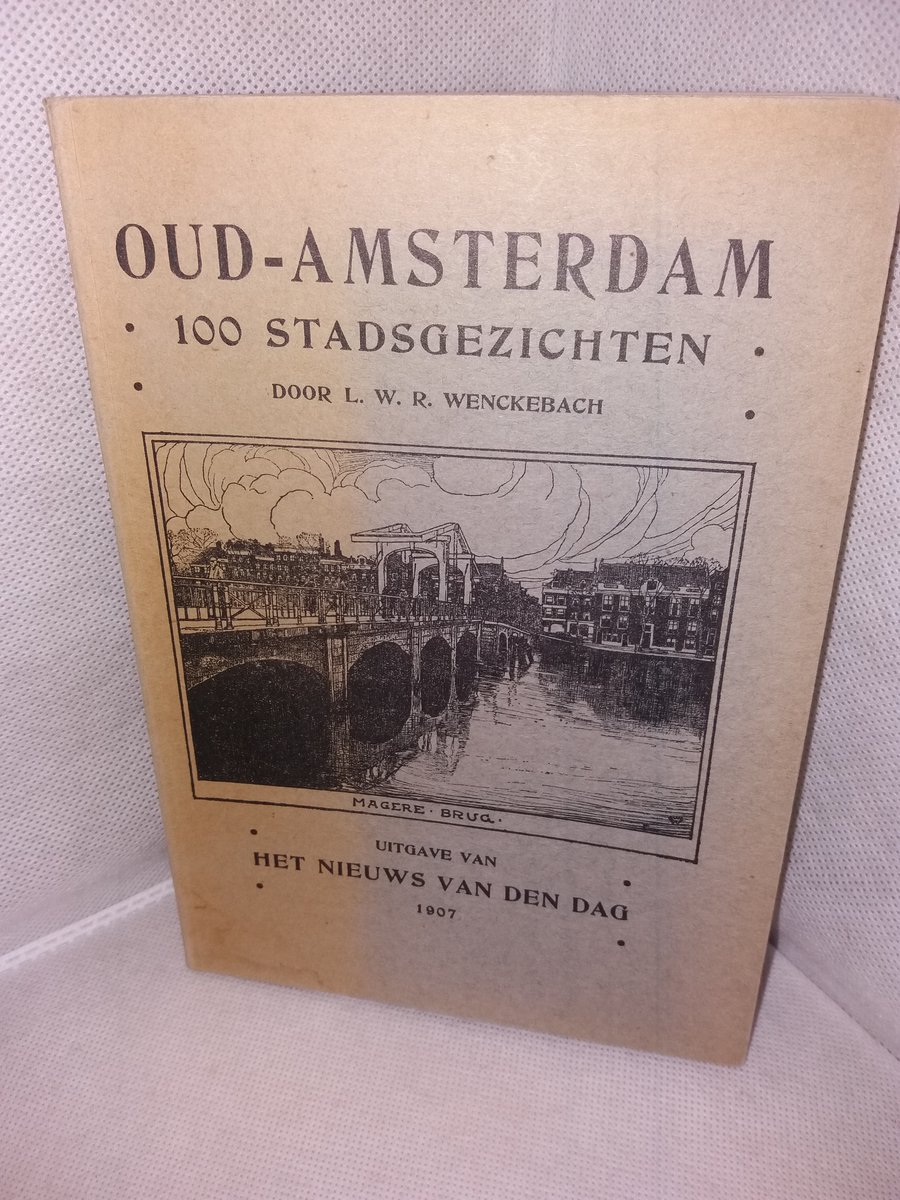 OUD-AMSTERDAM
100 STADSGEZICHTEN
DOOR L. W. R. WENCKEBACH
MAGERE · BRUG ·
UITGAVE VAN
HET NIEUWS VAN DEN DAG
1907